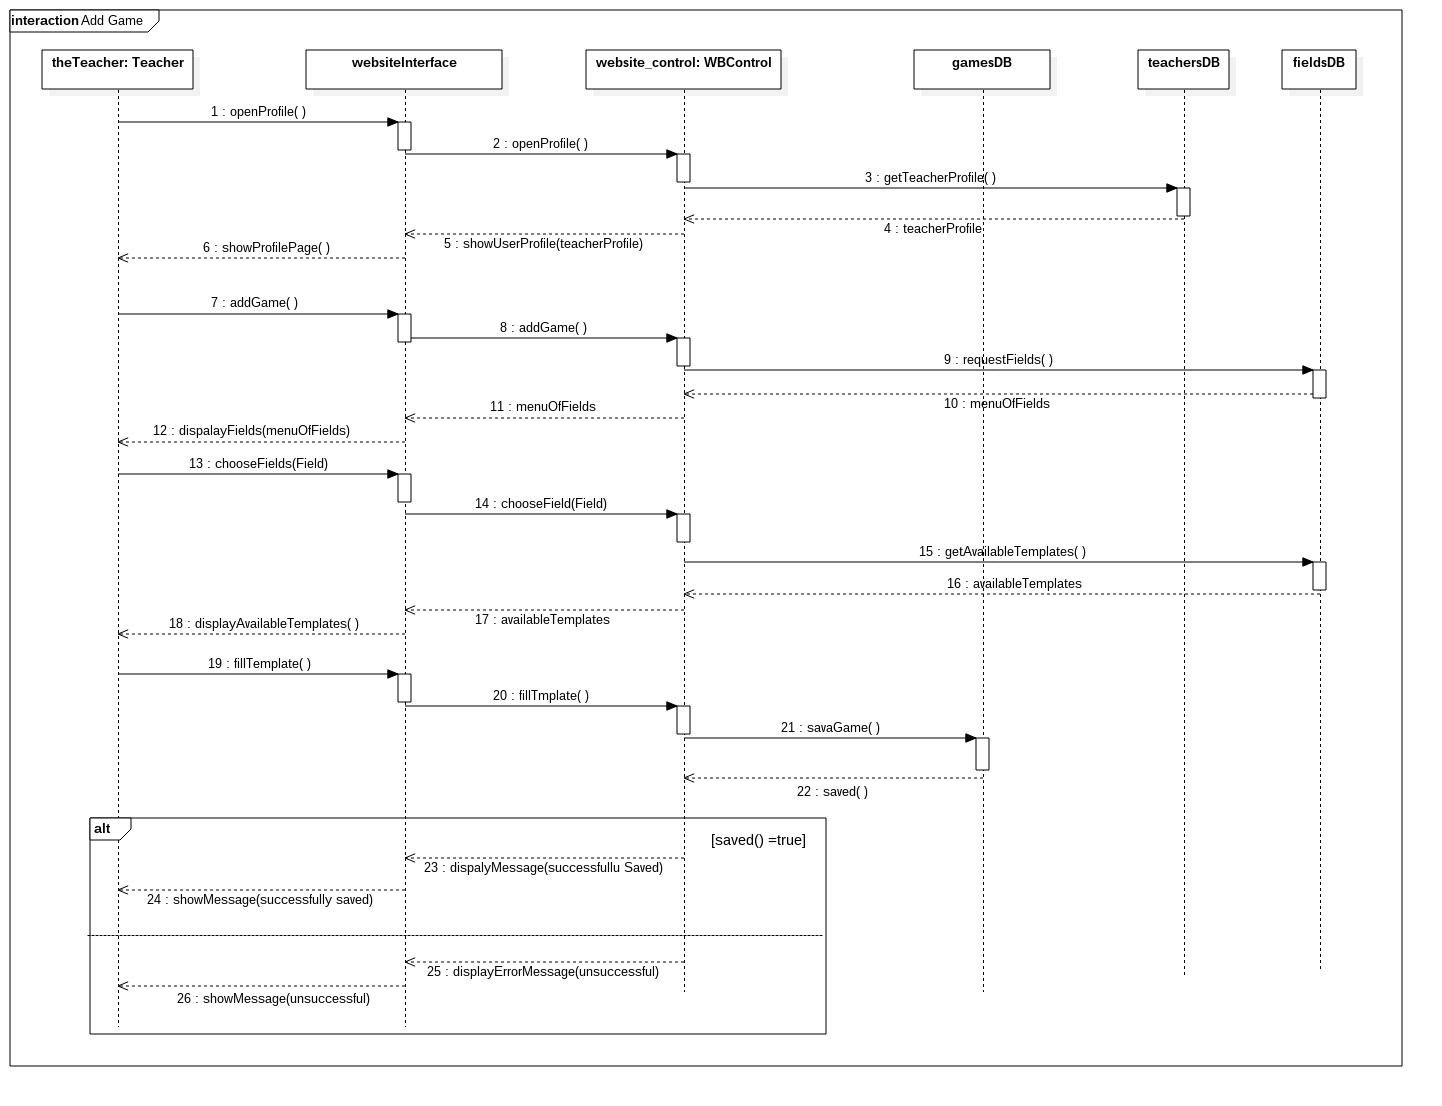 interaction Add Game
theTeacher: Teacher
websiteInterface
website_control: WBControl
gamesDB
teachersDB
fieldsDB
1 : openProfile( )
2 : openProfile( )
3 : getTeacherProfile( )
4 : teacherProfile
5 : showUserProfile(teacherProfile)
6 : showProfilePage( )
7 : addGame( )
8 : addGame( )
9 : requestFields( )
10 : menuOfFields
11 : menuOfFields
12 : dispalayFields(menuOfFields)
13 : chooseFields(Field)
14 : chooseField(Field)
15 : getAvailableTemplates( )
16 : availableTemplates
17 : availableTemplates
18 : displayAvailableTemplates( )
19 : fillTemplate( )
20 : fillTmplate( )
21 : savaGame( )
22 : saved( )
alt
[saved() =true]
23 : dispalyMessage(successfullu Saved)
24 : showMessage(successfully saved)
25 : displayErrorMessage(unsuccessful)
26 : showMessage(unsuccessful)